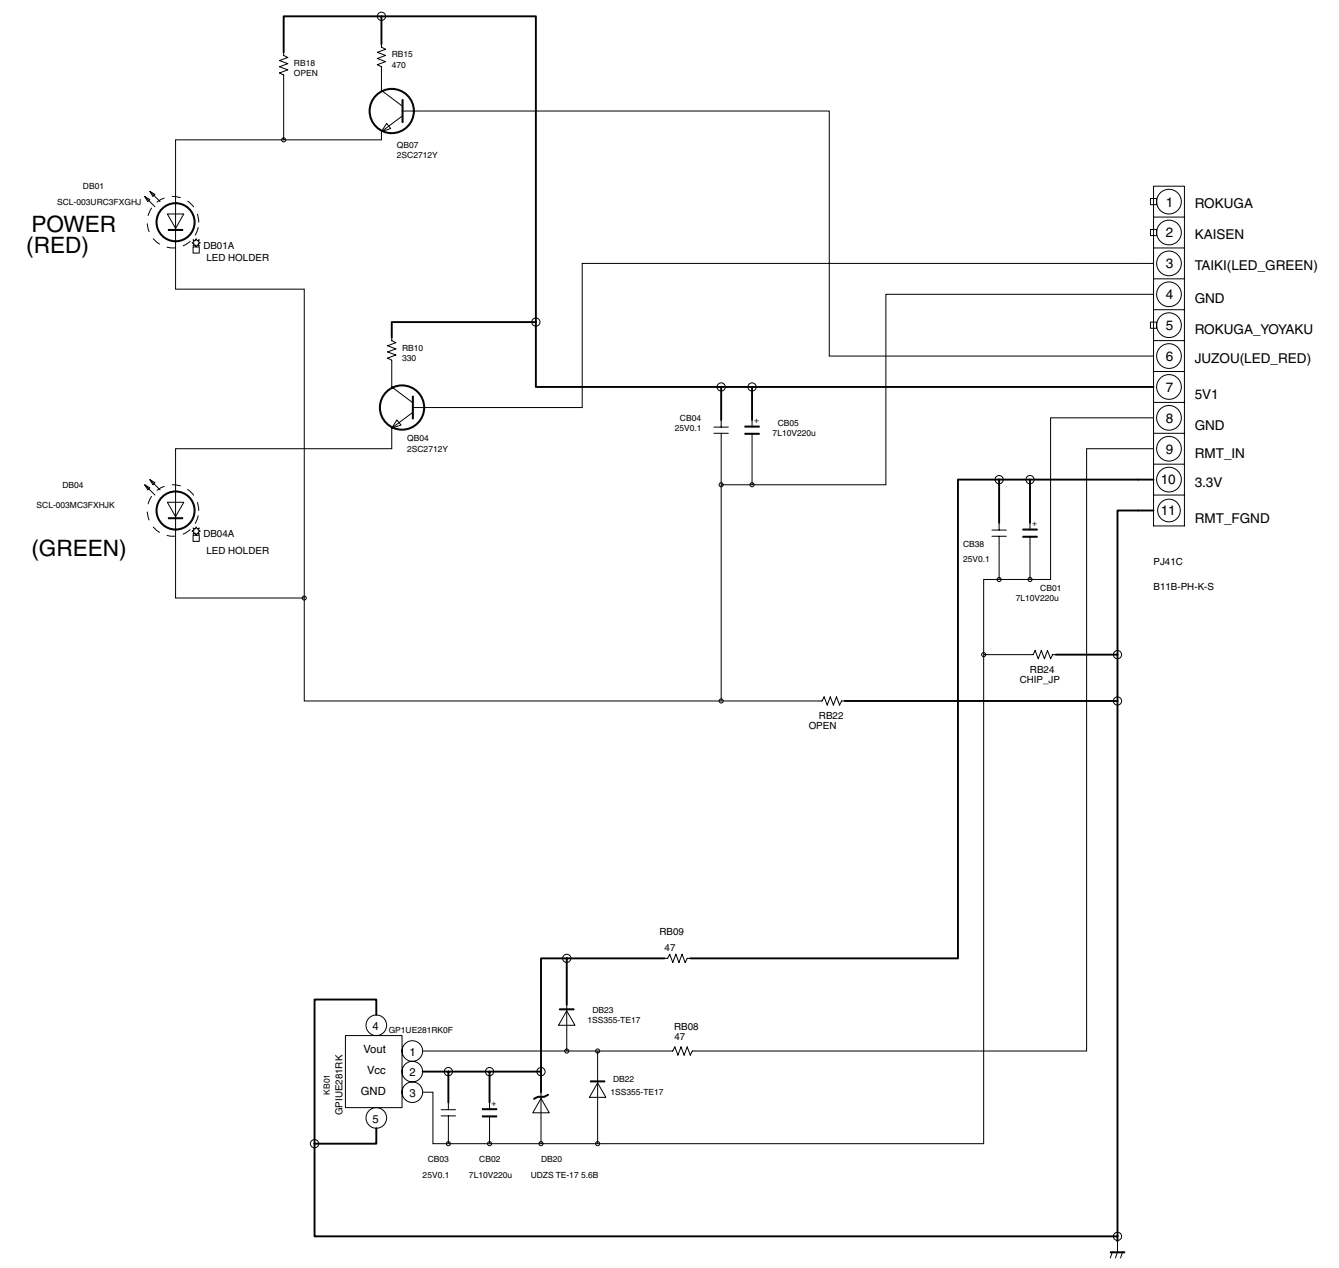 RB18
OPEN
RB15
470
QB07
2SC2712Y
DB01
SCL-003URC3FXGHJ
POWER
(RED)
DB01A
LED HOLDER
RB10
330
QB04
2SC2712Y
DB04
SCL-003MC3FXHJK
(GREEN)
DB04A
LED HOLDER
CB04
25V0.1
CB05
+
7L10V220u
1 ROKUGA
2 KAISEN
3 TAIKI(LED_GREEN)
4 GND
5 ROKUGA_YOYAKU
6 JUZOU(LED_RED)
7 5V1
8 GND
9 RMT_IN
10 3.3V
11 RMT_FGND
PJ41C
B11B-PH-K-S
CB38
25V0.1
+
CB01
7L10V220u
RB24
CHIP_JP
RB22
OPEN
RB09
47
DB23
1SS355-TE17
RB08
47
4
GP1UE281RK0F
KB01
GPIUE281RK
Vout 1
Vcc 2
GND 3
5
DB22
1SS355-TE17
+
CB03
25V0.1
CB02
7L10V220u
DB20
UDZS TE-17 5.6B